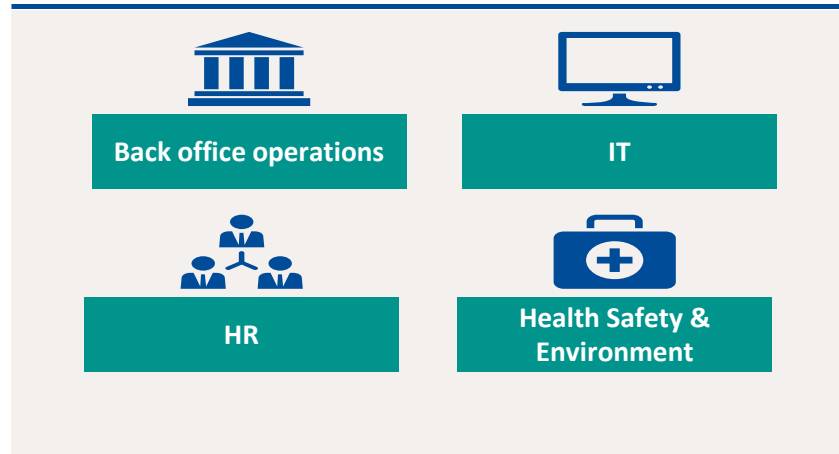 Back office operations
IT
HR
Health Safety &
Environment